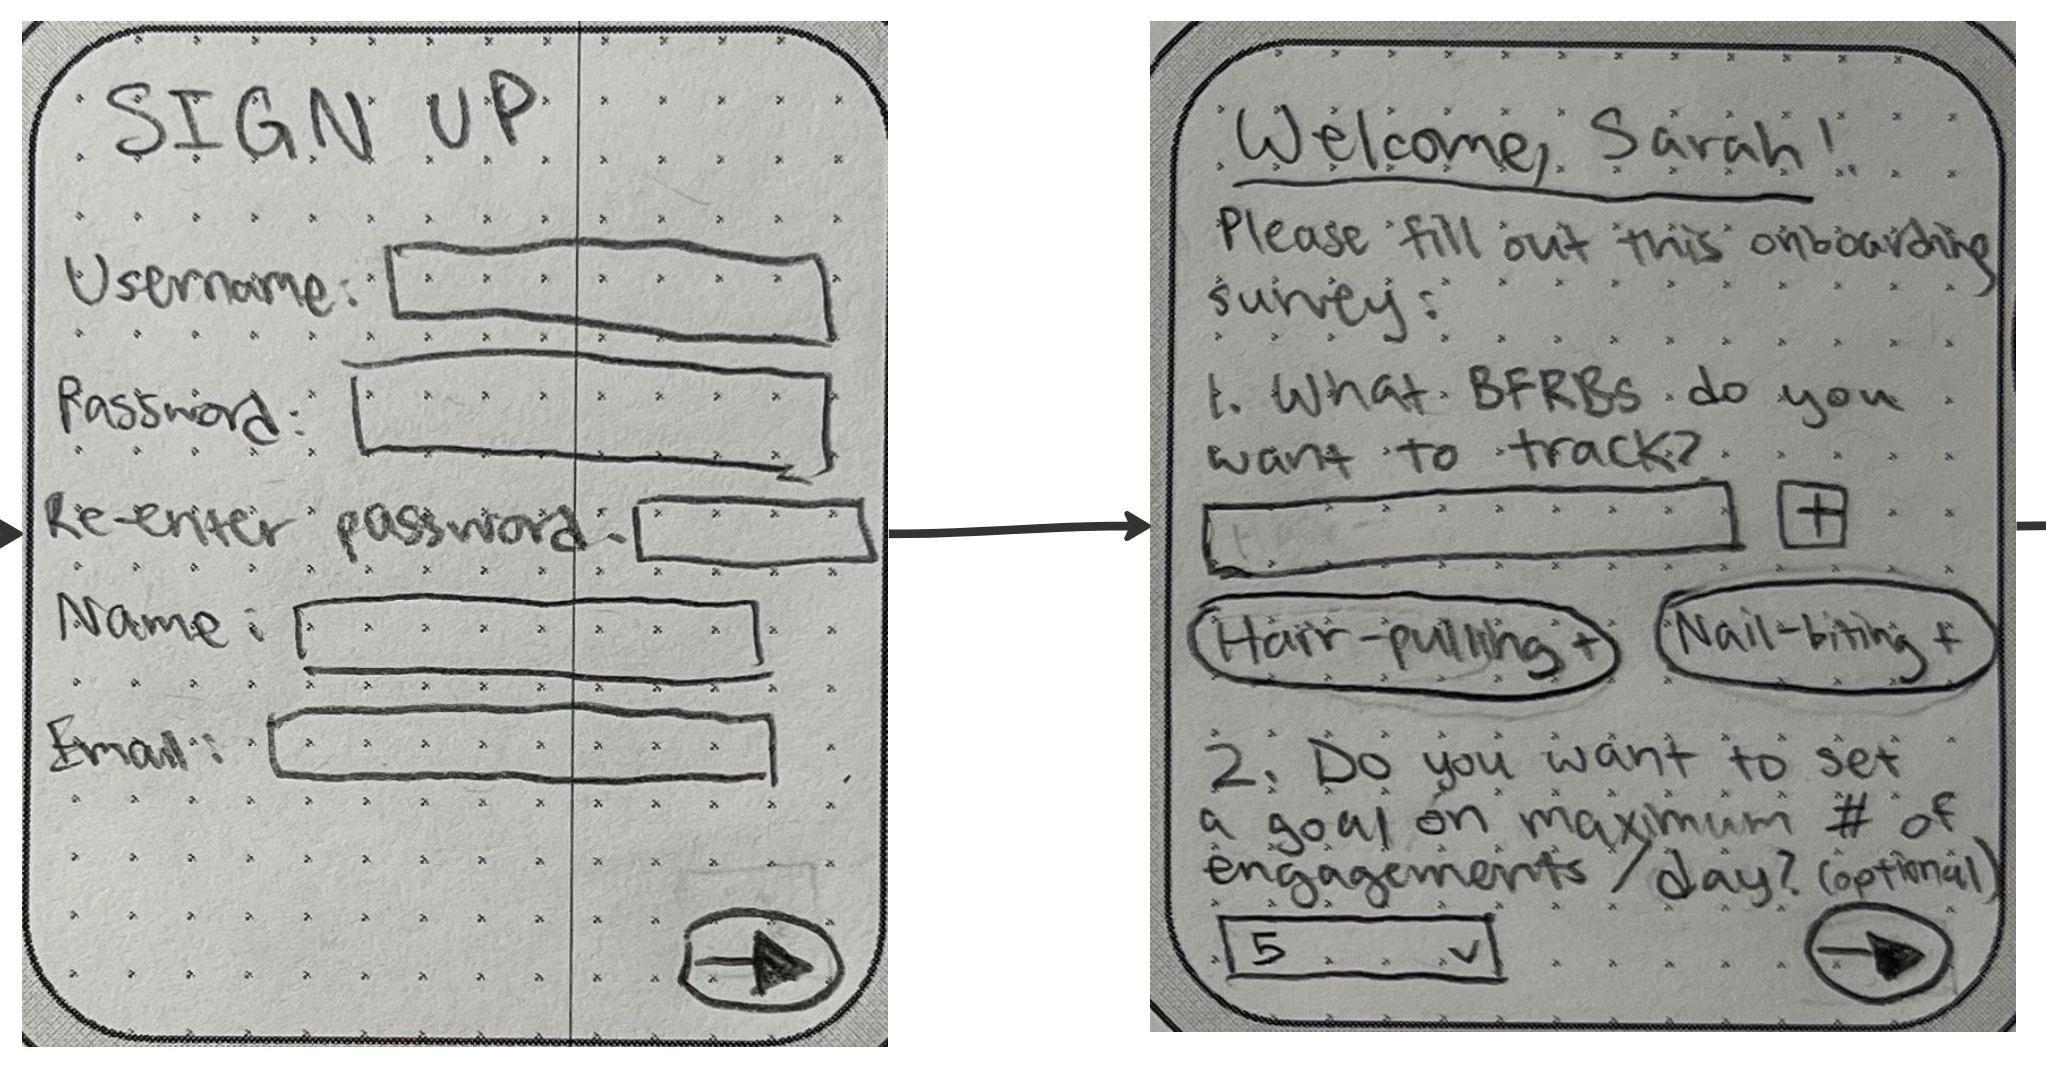 SIGN UP
Username:
Password:
Re-enter password:
Name:
Email:
Welcome, Sarah!
Please fill out this onboarding
survey:
1. What BFRBs do you
want to track?
+
Hair-pulling +
Nail-biting +
2. Do you want to set
a goal on maximum # of
engagements/day? (optional)
5